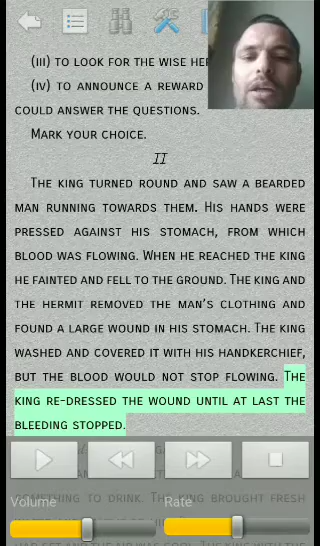 (iii) TO LOOK FOR THE WISE HER
(iv) TO ANNOUNCE A REWARD
COULD ANSWER THE QUESTIONS.
MARK YOUR CHOICE.
II
THE KING TURNED ROUND AND SAW A BEARDED
MAN RUNNING TOWARDS THEM. HIS HANDS WERE
PRESSED AGAINST HIS STOMACH, FROM WHICH
BLOOD WAS FLOWING. WHEN HE REACHED THE KING
HE FAINTED AND FELL TO THE GROUND. THE KING AND
THE HERMIT REMOVED THE MAN'S CLOTHING AND
FOUND A LARGE WOUND IN HIS STOMACH. THE KING
WASHED AND COVERED IT WITH HIS HANDKERCHIEF,
BUT THE BLOOD WOULD NOT STOP FLOWING. THE
KING RE-DRESSED THE WOUND UNTIL AT LAST THE
BLEEDING STOPPED.
Volume
Rate
SOMETHING TO DRINK. THE KING BROUGHT FRESH